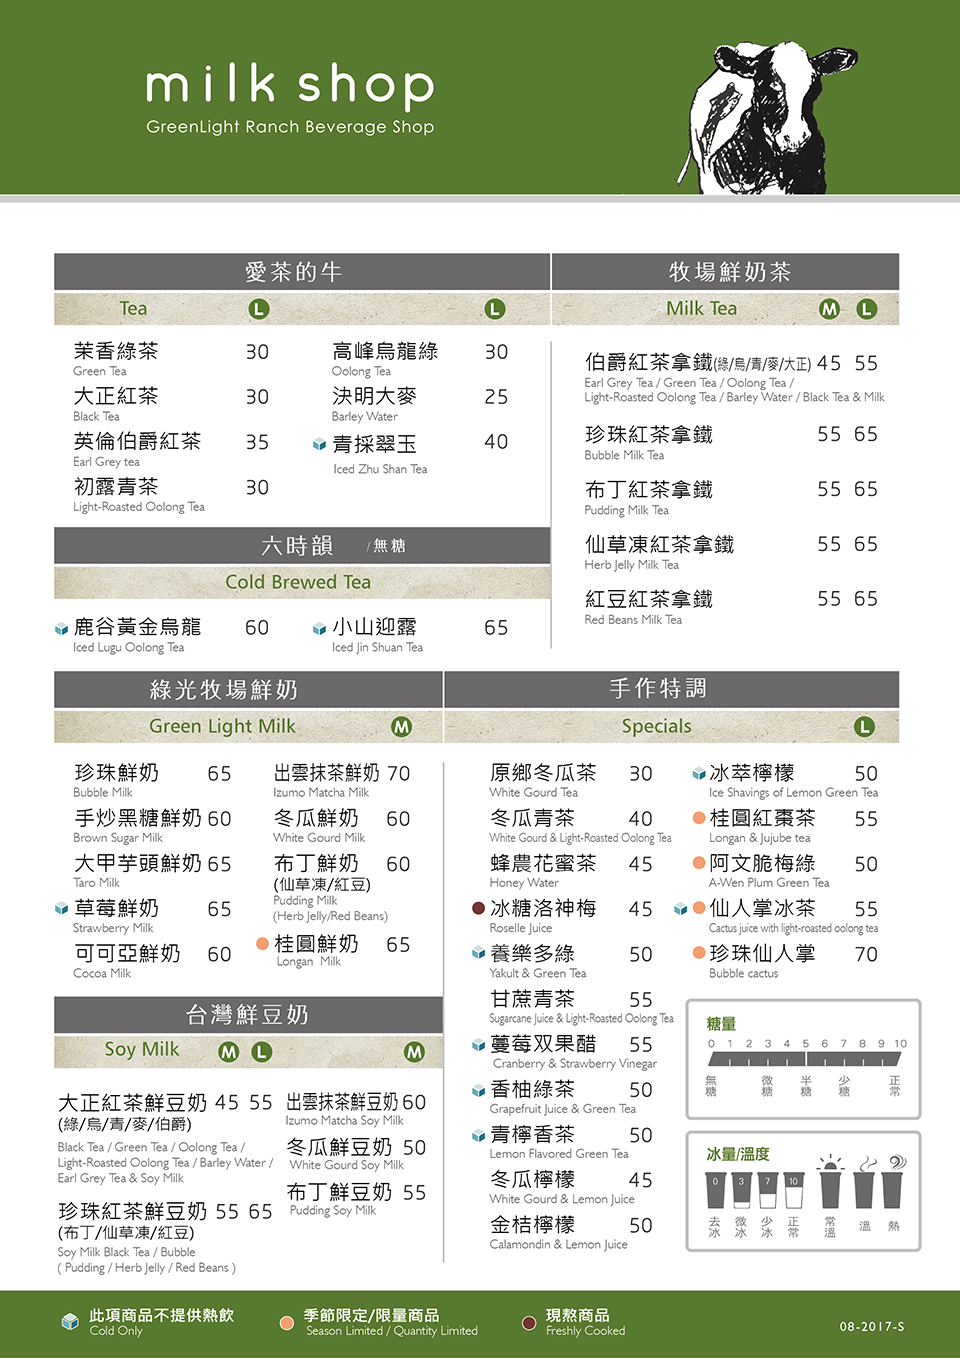 milk shop
GreenLight Ranch Beverage Shop
愛茶的牛
Tea L L
茉香綠茶 30
Green Tea
大正紅茶 30
Black Tea
英倫伯爵紅茶 35
Earl Grey tea
初露青茶 30
Light-Roasted Oolong Tea
高峰烏龍綠 30
Oolong Tea
決明大麥 25
Barley Water
青採翠玉 40
Iced Zhu Shan Tea
牧場鮮奶茶
Milk Tea M L
伯爵紅茶拿鐵(綠/烏/青/麥/大正) 45 55
Earl Grey Tea / Green Tea / Oolong Tea /
Light-Roasted Oolong Tea / Barley Water / Black Tea & Milk
珍珠紅茶拿鐵 55 65
Bubble Milk Tea
布丁紅茶拿鐵 55 65
Pudding Milk Tea
仙草凍紅茶拿鐵 55 65
Herb Jelly Milk Tea
紅豆紅茶拿鐵 55 65
Red Beans Milk Tea
六時韻 /無糖
Cold Brewed Tea
鹿谷黃金烏龍 60
Iced Lugu Oolong Tea
小山迎露 65
Iced Jin Shuan Tea
綠光牧場鮮奶
Green Light Milk M
珍珠鮮奶 65
Bubble Milk
手炒黑糖鮮奶 60
Brown Sugar Milk
大甲芋頭鮮奶 65
Taro Milk
草莓鮮奶 65
Strawberry Milk
可可亞鮮奶 60
Cocoa Milk
出雲抹茶鮮奶 70
Izumo Matcha Milk
冬瓜鮮奶 60
White Gourd Milk
布丁鮮奶 60
(仙草凍/紅豆)
Pudding Milk
(Herb Jelly/Red Beans)
桂圓鮮奶 65
Longan Milk
台灣鮮豆奶
Soy Milk M L M
大正紅茶鮮豆奶 45 55
(綠/烏/青/麥/伯爵)
Black Tea / Green Tea / Oolong Tea /
Light-Roasted Oolong Tea / Barley Water /
Earl Grey Tea & Soy Milk
珍珠紅茶鮮豆奶 55 65
(布丁/仙草凍/紅豆)
Soy Milk Black Tea / Bubble
( Pudding / Herb Jelly / Red Beans )
出雲抹茶鮮豆奶 60
Izumo Matcha Soy Milk
冬瓜鮮豆奶 50
White Gourd Soy Milk
布丁鮮豆奶 55
Pudding Soy Milk
手作特調
Specials L
原鄉冬瓜茶 30
White Gourd Tea
冬瓜青茶 40
White Gourd & Light-Roasted Oolong Tea
蜂農花蜜茶 45
Honey Water
冰糖洛神梅 45
Roselle Juice
養樂多綠 50
Yakult & Green Tea
甘蔗青茶 55
Sugarcane Juice & Light-Roasted Oolong Tea
蔓莓双果醋 55
Cranberry & Strawberry Vinegar
香柚綠茶 50
Grapefruit Juice & Green Tea
青檸香茶 50
Lemon Flavored Green Tea
冬瓜檸檬 45
White Gourd & Lemon Juice
金桔檸檬 50
Calamondin & Lemon Juice
冰萃檸檬 50
Ice Shavings of Lemon Green Tea
桂圓紅棗茶 55
Longan & Jujube tea
阿文脆梅綠 50
A-Wen Plum Green Tea
仙人掌冰茶 55
Cactus juice with light-roasted oolong tea
珍珠仙人掌 70
Bubble cactus
糖量
0 1 2 3 4 5 6 7 8 9 10
無糖 微糖 半糖 少糖 正常
冰量/溫度
0 3 7 10
去冰 微冰 少冰 正常 常溫 溫 熱
此項商品不提供熱飲
Cold Only
季節限定/限量商品
Season Limited / Quantity Limited
現熬商品
Freshly Cooked
08-2017-S